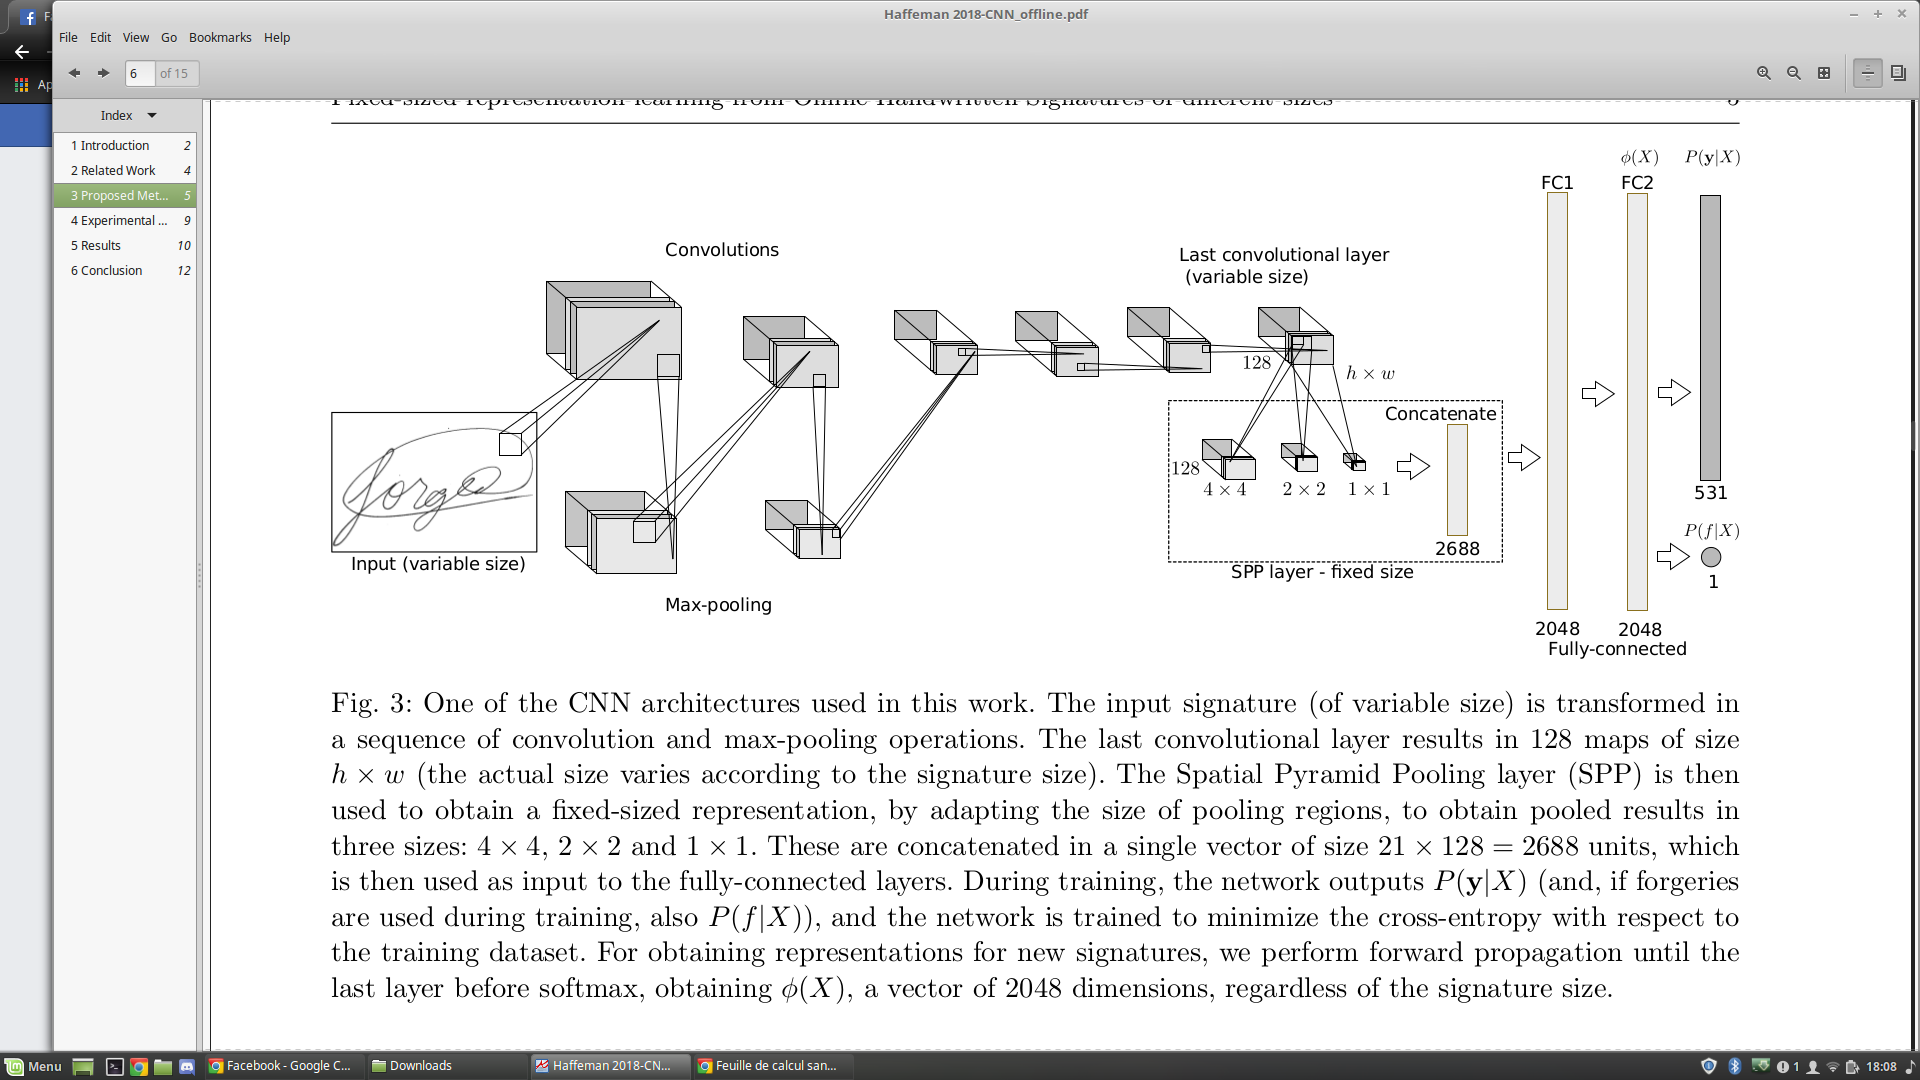 Haffeman 2018-CNN_offline.pdf
File Edit View Go Bookmarks Help
6 of 15
Index
1 Introduction 2
2 Related Work 4
3 Proposed Met... 5
4 Experimental ... 9
5 Results 10
6 Conclusion 12
Fixed-sized representation learning from Offline Handwritten Signatures of different sizes
ϕ(X) P(y|X)
FC1 FC2
Convolutions
Last convolutional layer
(variable size)
128
h × w
Concatenate
128
4 × 4 2 × 2 1 × 1
531
P(f|X)
2688
Input (variable size)
SPP layer - fixed size
1
Max-pooling
2048 2048
Fully-connected
Fig. 3: One of the CNN architectures used in this work. The input signature (of variable size) is transformed in
a sequence of convolution and max-pooling operations. The last convolutional layer results in 128 maps of size
h × w (the actual size varies according to the signature size). The Spatial Pyramid Pooling layer (SPP) is then
used to obtain a fixed-sized representation, by adapting the size of pooling regions, to obtain pooled results in
three sizes: 4 × 4, 2 × 2 and 1 × 1. These are concatenated in a single vector of size 21 × 128 = 2688 units, which
is then used as input to the fully-connected layers. During training, the network outputs P(y|X) (and, if forgeries
are used during training, also P(f|X)), and the network is trained to minimize the cross-entropy with respect to
the training dataset. For obtaining representations for new signatures, we perform forward propagation until the
last layer before softmax, obtaining ϕ(X), a vector of 2048 dimensions, regardless of the signature size.
Menu Facebook - Google C... Downloads Haffeman 2018-CN... Feuille de calcul san... 1 18:08